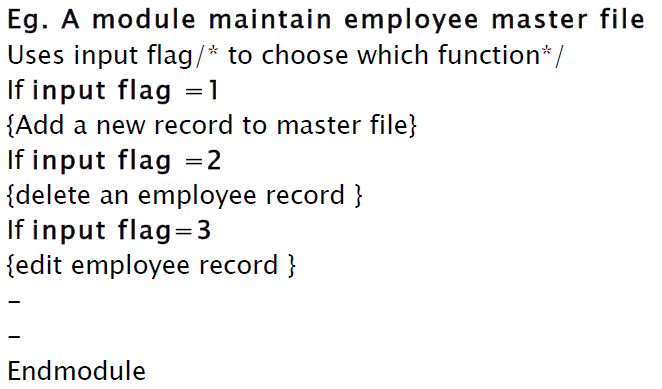 Eg. A module maintain employee master file
Uses input flag/* to choose which function*/
If input flag =1
{Add a new record to master file}
If input flag =2
{delete an employee record }
If input flag=3
{edit employee record }
–
–
Endmodule